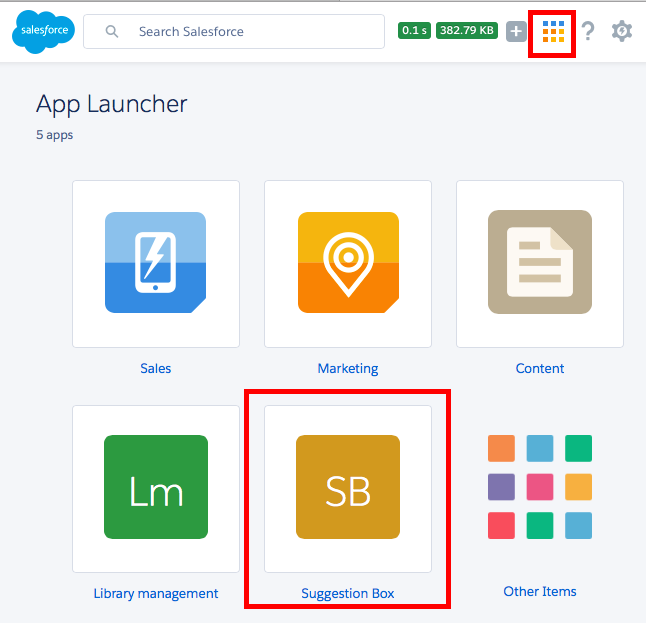 salesforce
Search Salesforce
0.1 s
382.79 KB
App Launcher
5 apps
Sales
Marketing
Content
Lm
SB
Library management
Suggestion Box
Other Items